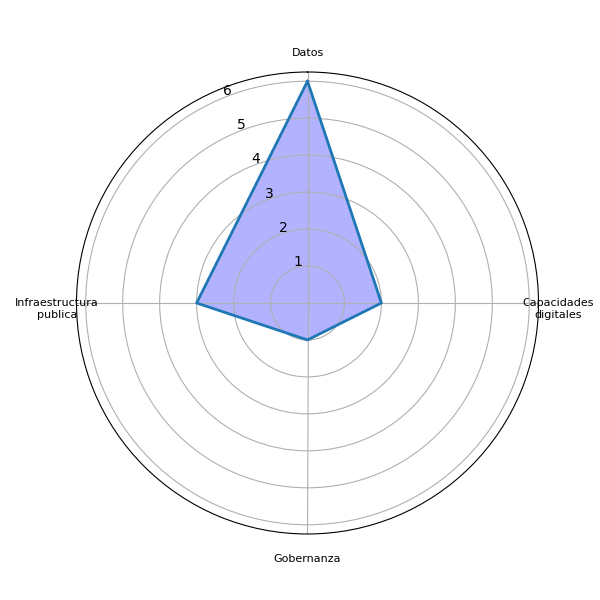 Datos
6
5
4
3
2
1
Infraestructura
publica
Capacidades
digitales
Gobernanza